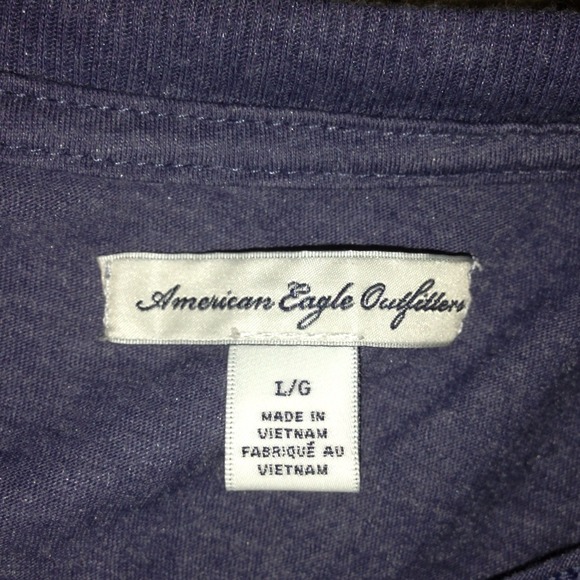 American Eagle Outfitters
L/G
MADE IN
VIETNAM
FABRIQUÉ AU
VIETNAM